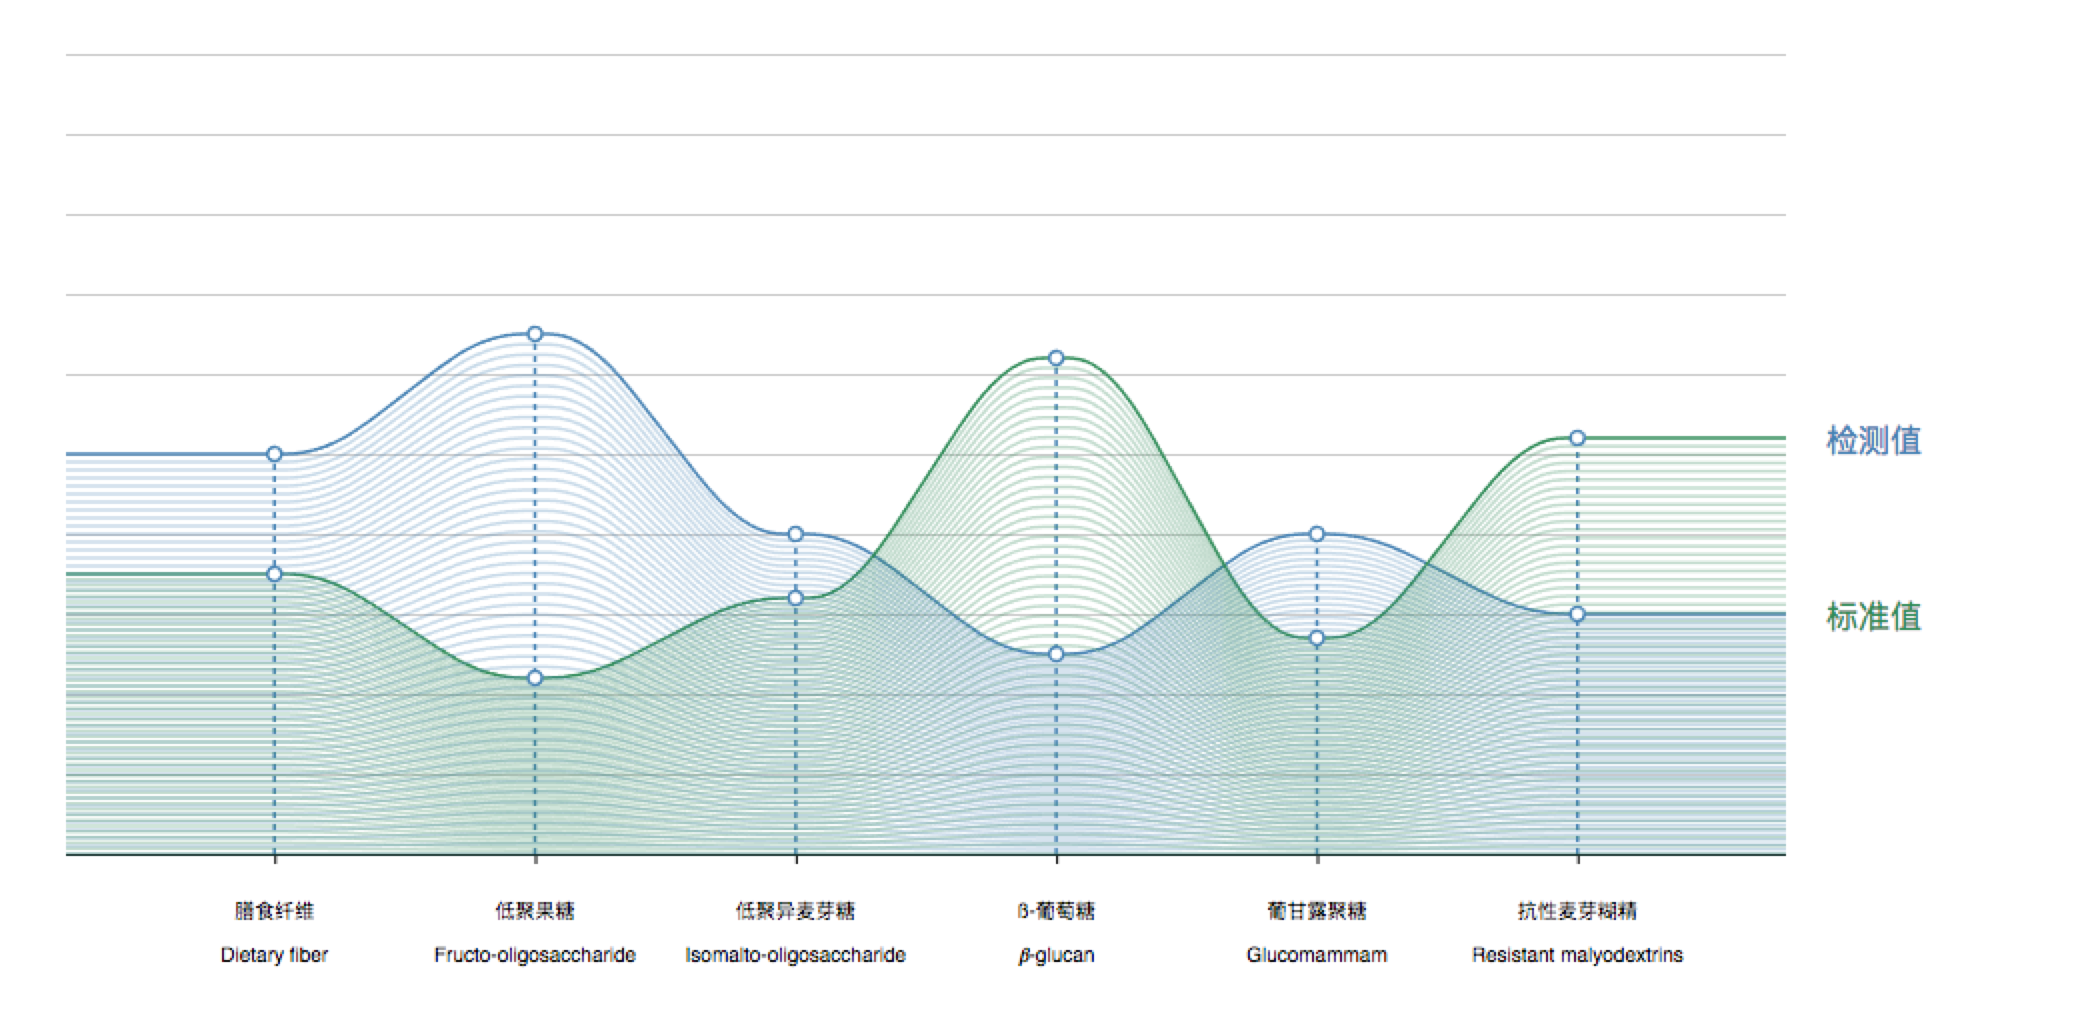 检测值
标准值
膳食纤维
低聚果糖
低聚异麦芽糖
ß-葡萄糖
葡甘露聚糖
抗性麦芽糊精
Dietary fiber
Fructo-oligosaccharide
Isomalto-oligosaccharide
β-glucan
Glucomammam
Resistant malyodextrins